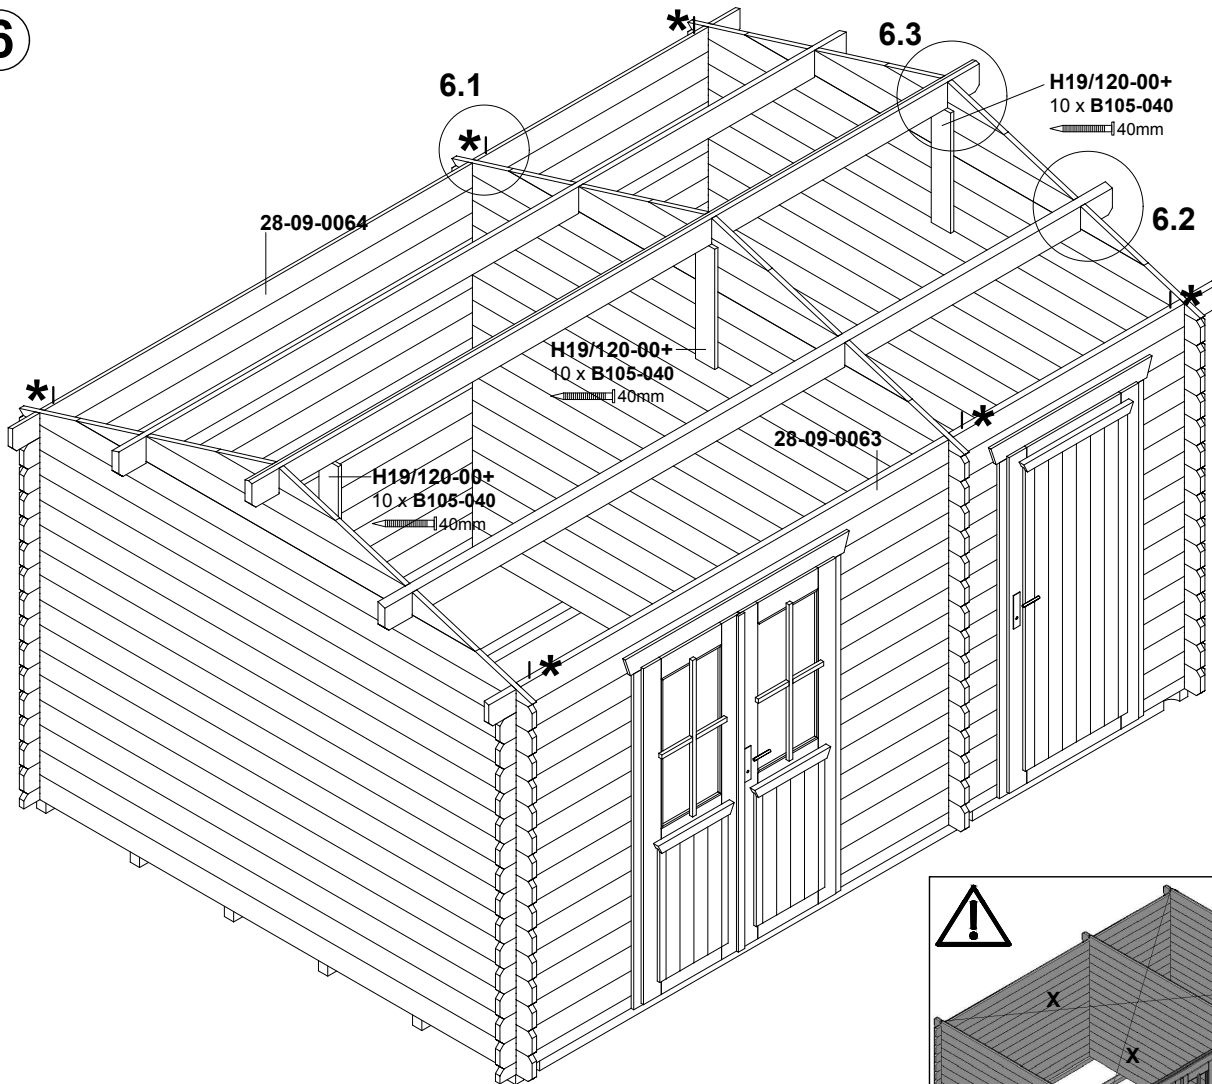 6
*
6.3
6.1
*
H19/120-00+
10 x B105-040
40mm
28-09-0064
6.2
*
H19/120-00+
10 x B105-040
40mm
*
*
28-09-0063
H19/120-00+
10 x B105-040
40mm
*
!
x
x